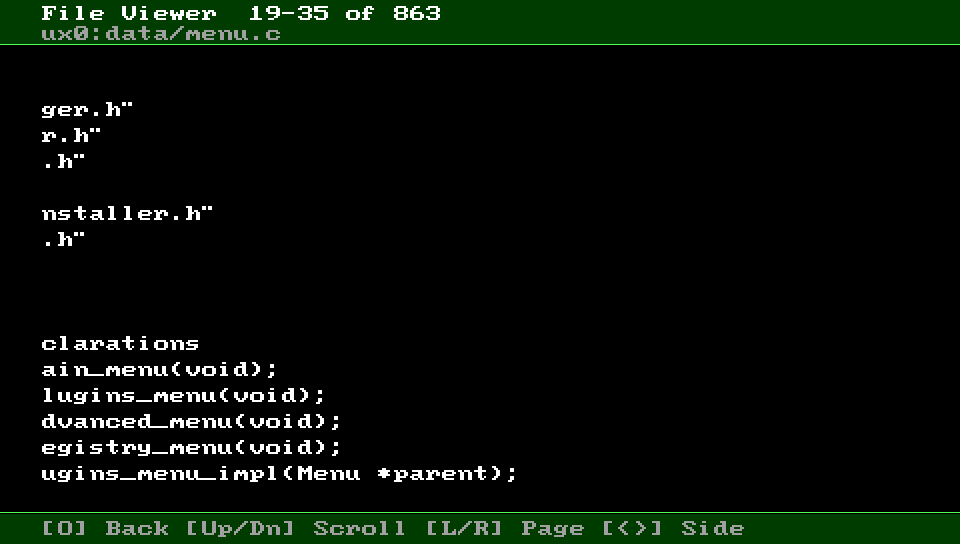 File Viewer  19-35 of 863
ux0:data/menu.c
ger.h"
r.h"
.h"
nstaller.h"
.h"
clarations
ain_menu(void);
lugins_menu(void);
dvanced_menu(void);
egistry_menu(void);
ugins_menu_impl(Menu *parent);
[O] Back [Up/Dn] Scroll [L/R] Page [<>] Side